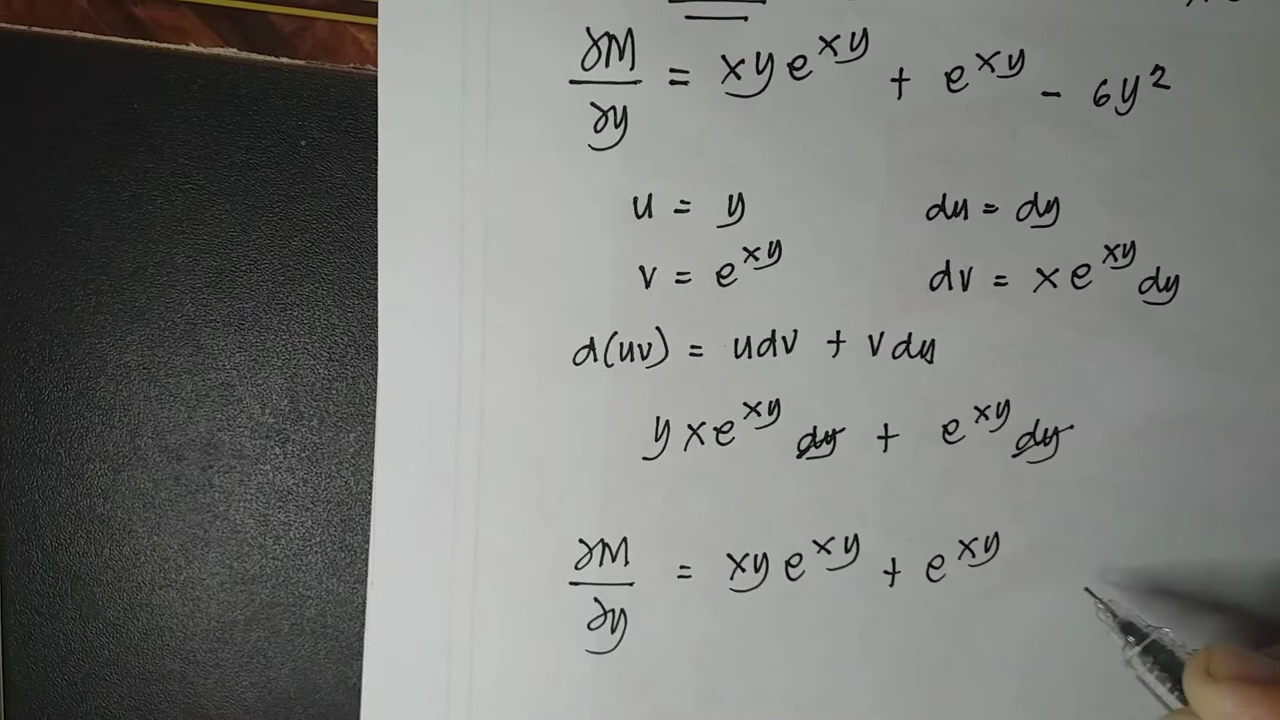 ∂M/∂y = xye^{xy} + e^{xy} - 6y²
u = y du = dy
v = e^{xy} dv = xe^{xy}dy
d(uv) = udv + vdu
yxe^{xy} dy + e^{xy} dy
∂M/∂y = xye^{xy} + e^{xy}